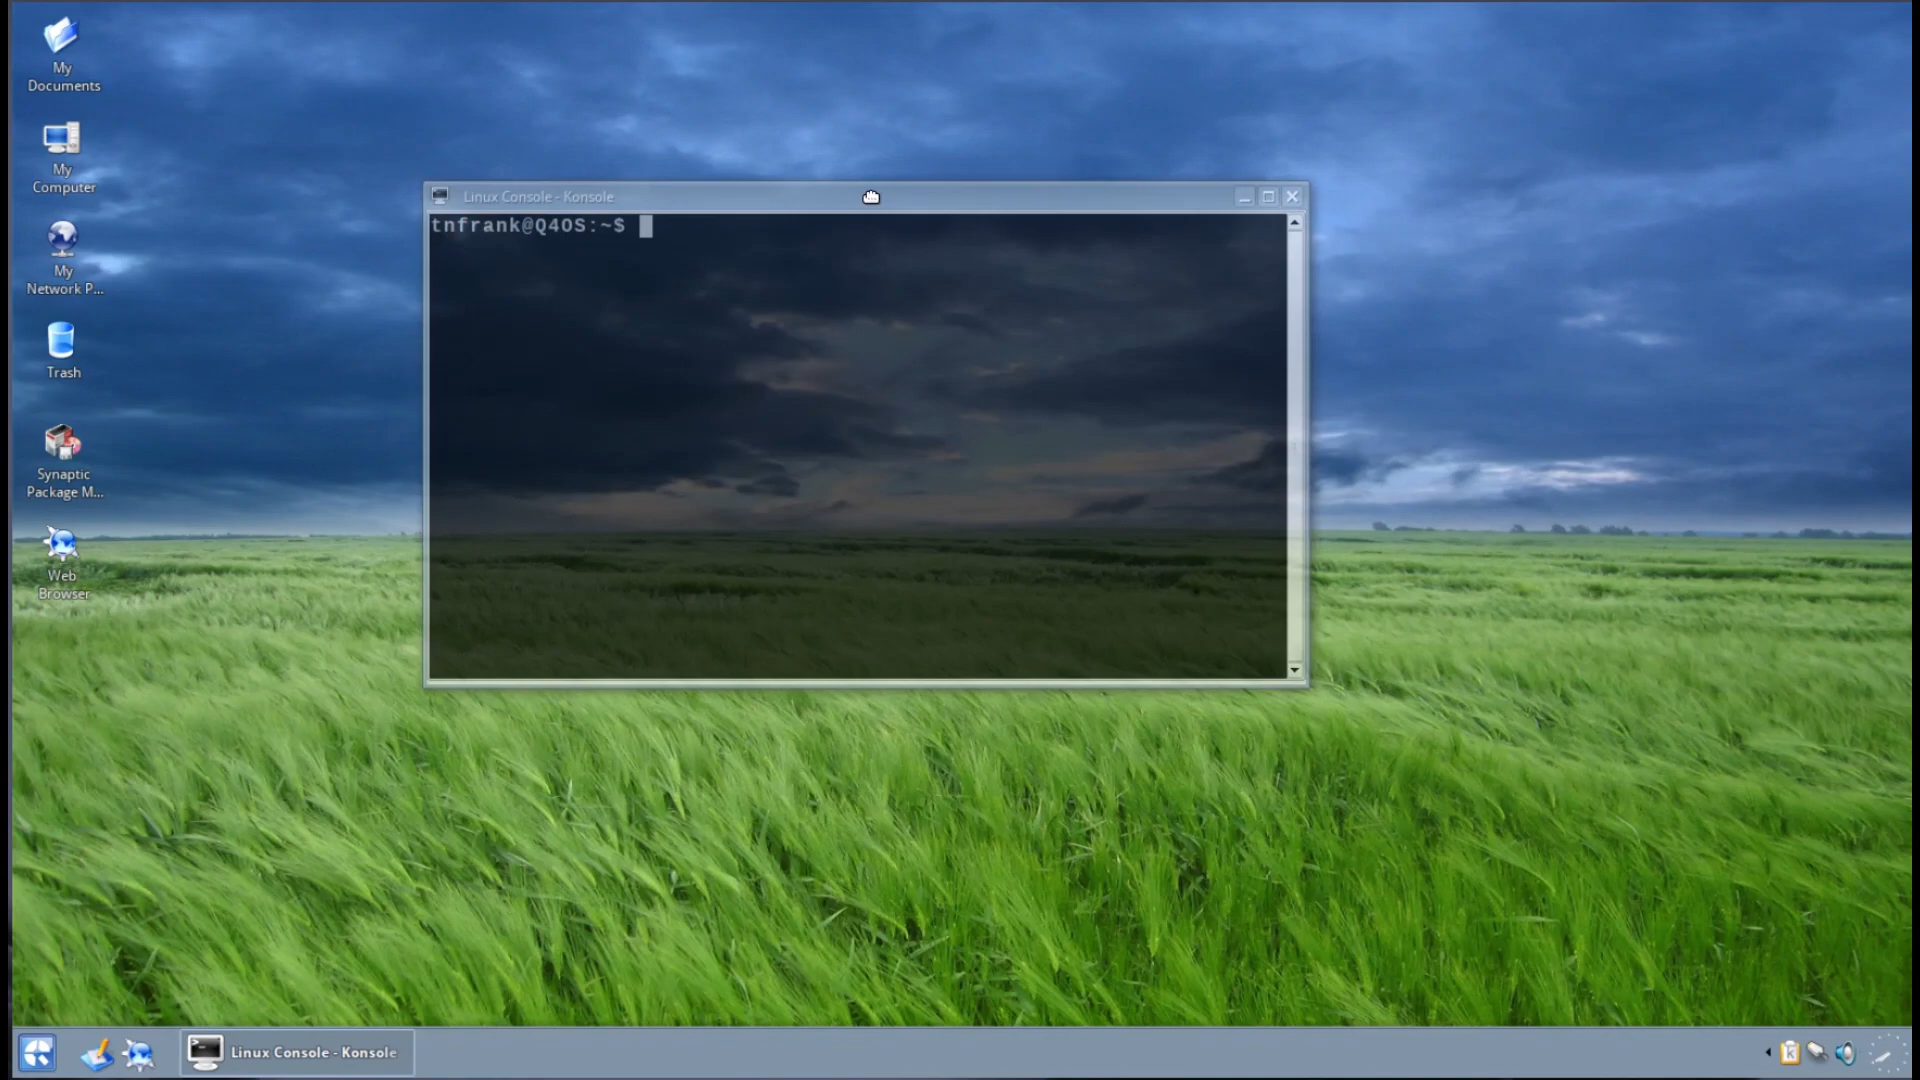 My
Documents
My
Computer
My
Network P...
Trash
Synaptic
Package M...
Web
Browser
Linux Console - Konsole
tnfrank@Q4OS:~$
Linux Console - Konsole